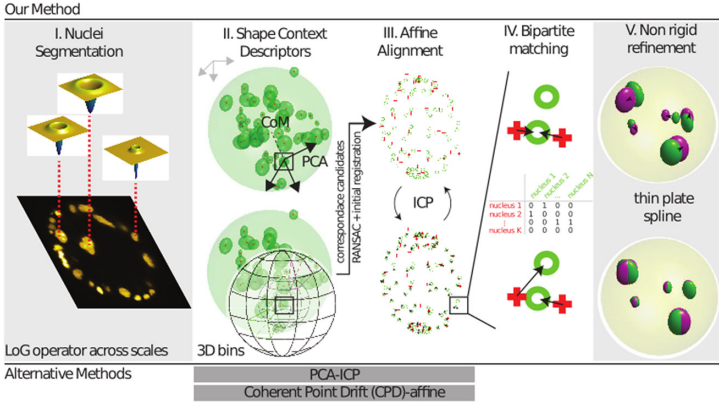 Our Method
I. Nuclei
Segmentation
II. Shape Context
Descriptors
III. Affine
Alignment
IV. Bipartite
matching
V. Non rigid
refinement
CoM
PCA
correspondace candidates
RANSAC + initial registration
ICP
nucleus 1
nucleus 2
...
nucleus N
nucleus 1 0 1 0 0
nucleus 2 1 0 0 0
0 0 1 1
nucleus K 0 0 0 0
thin plate
spline
LoG operator across scales
3D bins
Alternative Methods
PCA-ICP
Coherent Point Drift (CPD)-affine